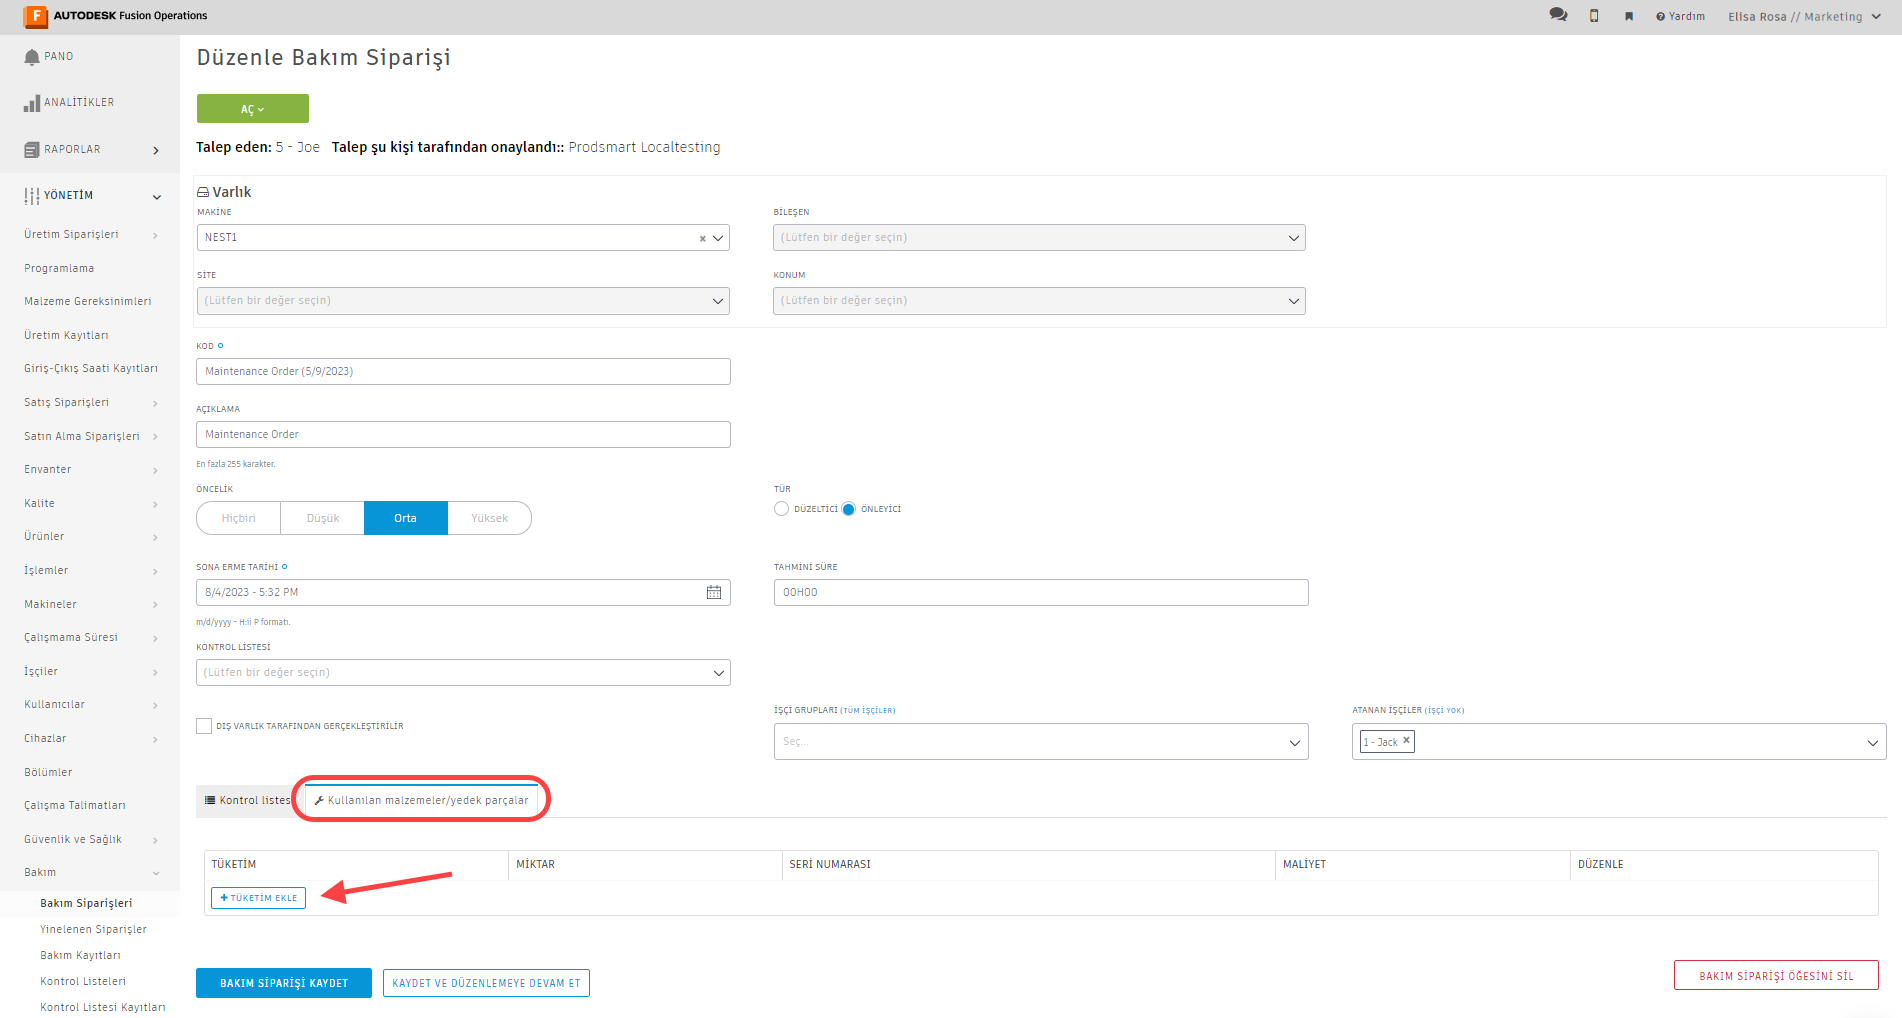 F AUTODESK Fusion Operations
Yardım
Elisa Rosa // Marketing
PANO
ANALİTİKLER
RAPORLAR
YÖNETİM
Üretim Siparişleri
Programlama
Malzeme Gereksinimleri
Üretim Kayıtları
Giriş-Çıkış Saati Kayıtları
Satış Siparişleri
Satın Alma Siparişleri
Envanter
Kalite
Ürünler
İşlemler
Makineler
Çalışmama Süresi
İşçiler
Kullanıcılar
Cihazlar
Bölümler
Çalışma Talimatları
Güvenlik ve Sağlık
Bakım
Bakım Siparişleri
Yinelenen Siparişler
Bakım Kayıtları
Kontrol Listeleri
Kontrol Listesi Kayıtları
Düzenle Bakım Siparişi
AÇ
Talep eden: 5 - Joe Talep şu kişi tarafından onaylandı:: Prodsmart Localtesting
Varlık
MAKİNE
NEST1
BİLEŞEN
(Lütfen bir değer seçin)
SİTE
(Lütfen bir değer seçin)
KONUM
(Lütfen bir değer seçin)
KOD
Maintenance Order (5/9/2023)
AÇIKLAMA
Maintenance Order
En fazla 255 karakter.
ÖNCELİK
Hiçbiri Düşük Orta Yüksek
TÜR
DÜZELTİCİ ÖNLEYİCİ
SONA ERME TARİHİ
8/4/2023 - 5:32 PM
m/d/yyyy - H:ii P formatı.
TAHMİNİ SÜRE
00H00
KONTROL LİSTESİ
(Lütfen bir değer seçin)
DIŞ VARLIK TARAFINDAN GERÇEKLEŞTİRİLİR
İŞÇİ GRUPLARI (TÜM İŞÇİLER)
Seç...
ATANAN İŞÇİLER (İŞÇİ YOK)
1 - Jack
Kontrol listes
Kullanılan malzemeler/yedek parçalar
TÜKETİM MİKTAR SERİ NUMARASI MALİYET DÜZENLE
+ TÜKETİM EKLE
BAKIM SİPARİŞİ KAYDET
KAYDET VE DÜZENLEMEYE DEVAM ET
BAKIM SİPARİŞİ ÖĞESİNİ SİL